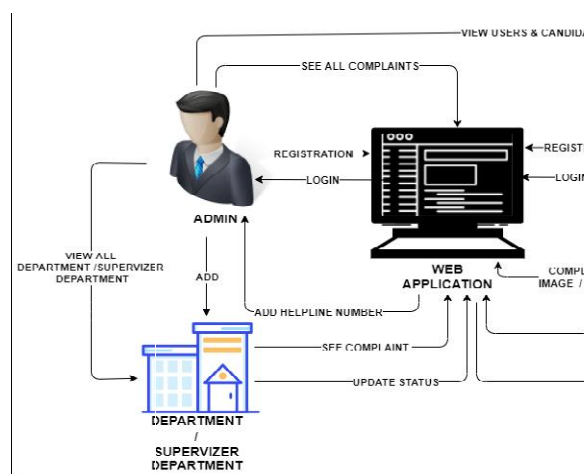 VIEW USERS & CANDIDA
SEE ALL COMPLAINTS
REGISTRATION
REGISTR
LOGIN
LOGIN
ADMIN
VIEW ALL
DEPARTMENT /SUPERVIZER
DEPARTMENT
ADD
WEB
APPLICATION
COMPL
IMAGE /
ADD HELPLINE NUMBER
SEE COMPLAINT
UPDATE STATUS
DEPARTMENT
/
SUPERVIZER
DEPARTMENT